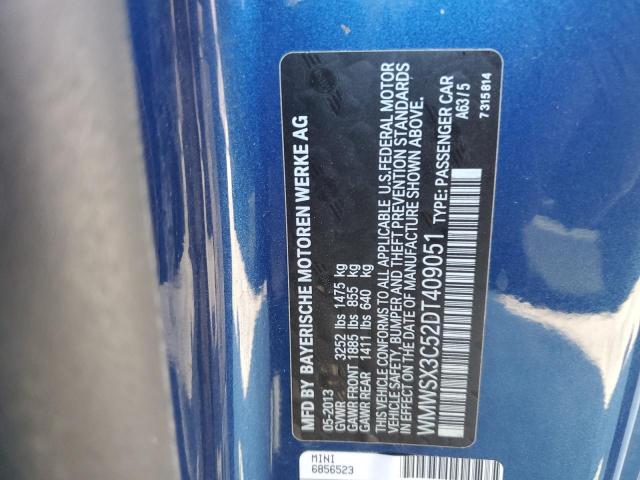 MFD BY BAYERISCHE MOTOREN WERKE AG
05-2013
GVWR 3252 lbs 1475 kg
GAWR FRONT 1885 lbs 855 kg
GAWR REAR 1411 lbs 640 kg
THIS VEHICLE CONFORMS TO ALL APPLICABLE U.S.FEDERAL MOTOR
VEHICLE SAFETY, BUMPER AND THEFT PREVENTION STANDARDS
IN EFFECT ON THE DATE OF MANUFACTURE SHOWN ABOVE.
WMWSX3C52DT409051 TYPE: PASSENGER CAR
A63/5
7315814
MINI
6856523